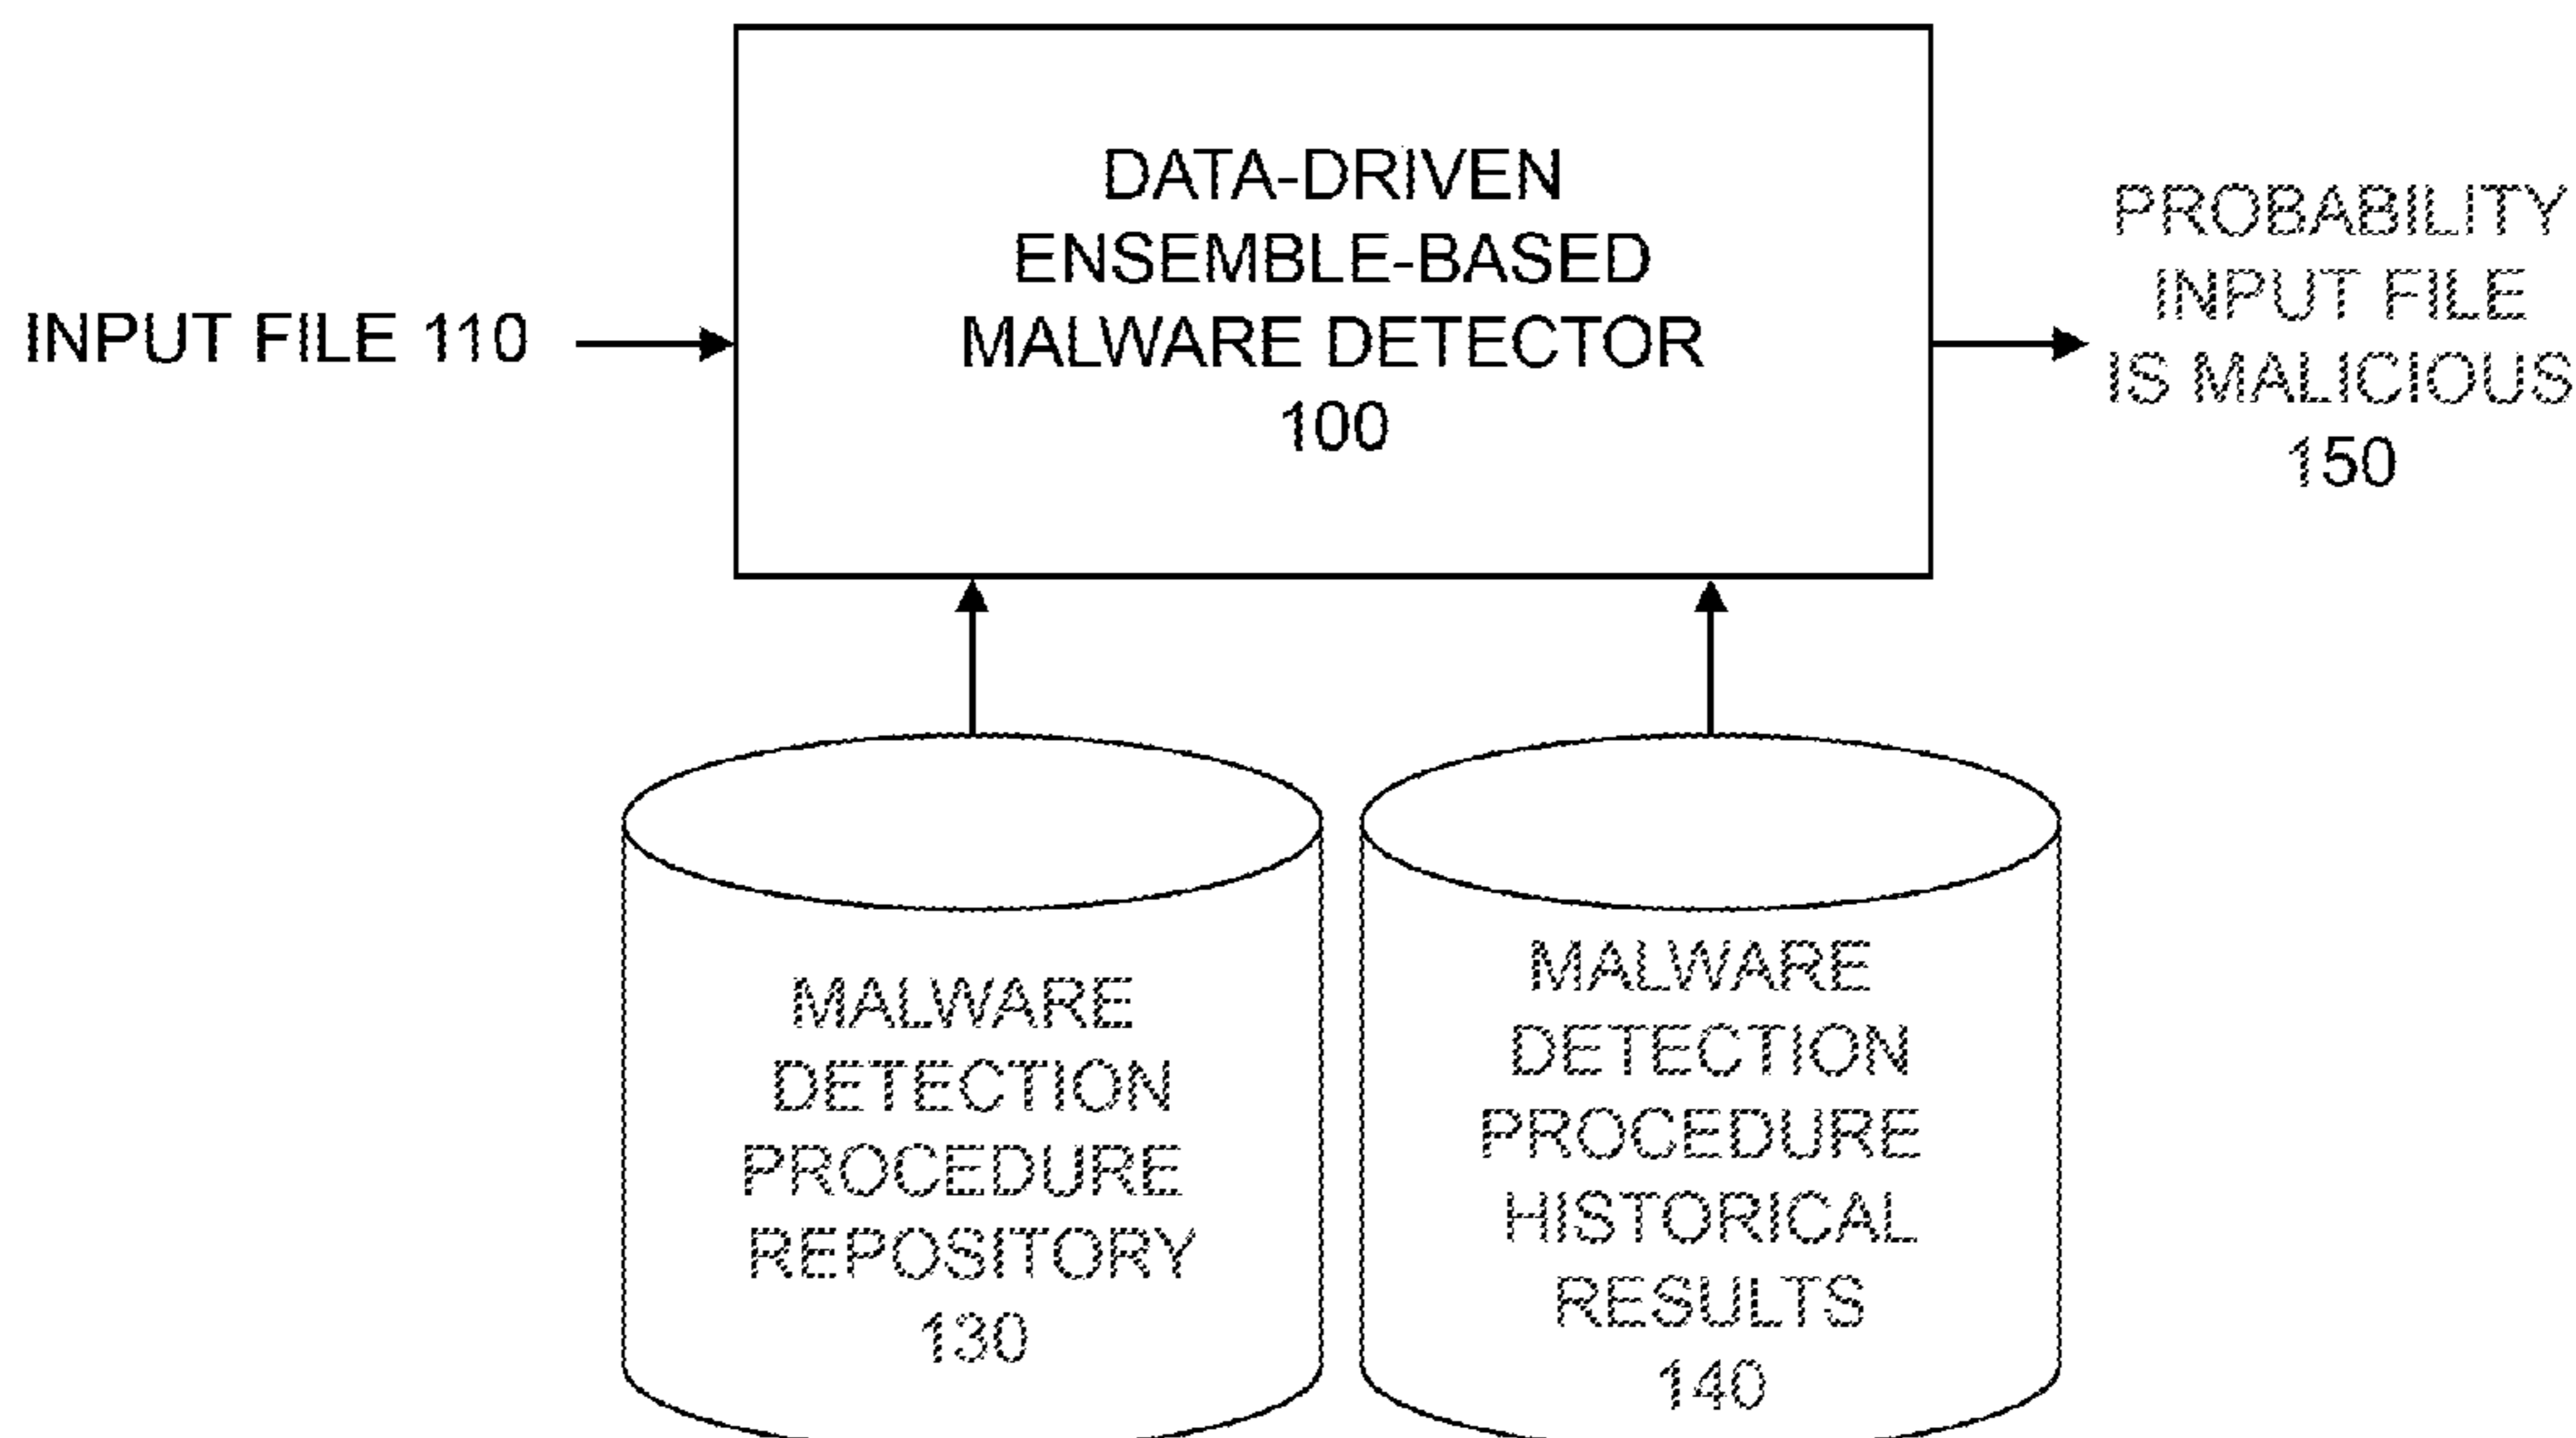 INPUT FILE 110
DATA-DRIVEN
ENSEMBLE-BASED
MALWARE DETECTOR
100
PROBABILITY
INPUT FILE
IS MALICIOUS
150
MALWARE
DETECTION
PROCEDURE
REPOSITORY
130
MALWARE
DETECTION
PROCEDURE
HISTORICAL
RESULTS
140